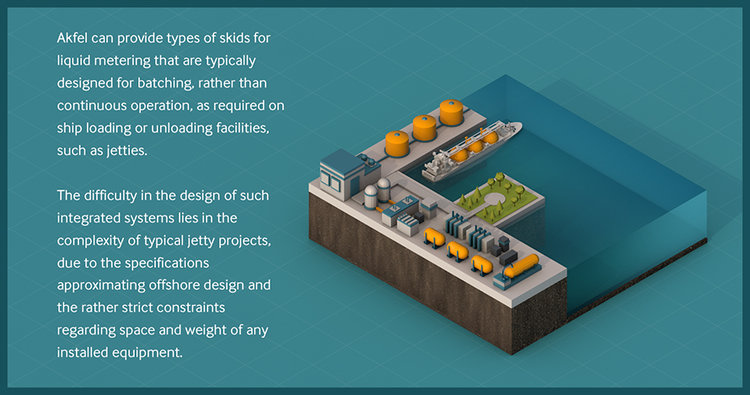 Akfel can provide types of skids for
liquid metering that are typically
designed for batching, rather than
continuous operation, as required on
ship loading or unloading facilities,
such as jetties.
The difficulty in the design of such
integrated systems lies in the
complexity of typical jetty projects,
due to the specifications
approximating offshore design and
the rather strict constraints
regarding space and weight of any
installed equipment.